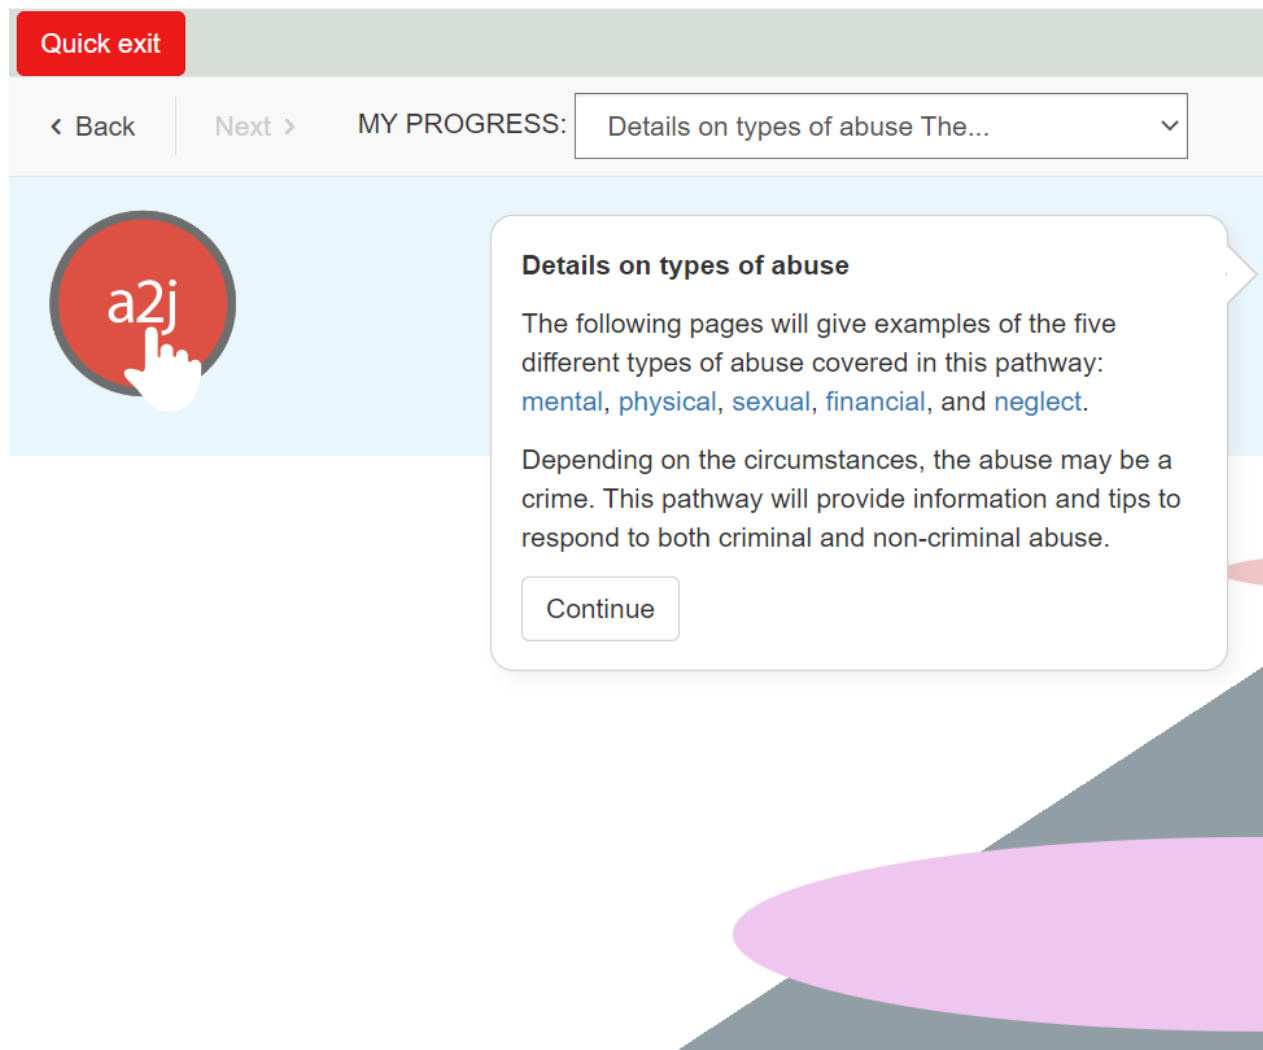 Quick exit
Back Next MY PROGRESS: Details on types of abuse The...
a2j
Details on types of abuse
The following pages will give examples of the five
different types of abuse covered in this pathway:
mental, physical, sexual, financial, and neglect.
Depending on the circumstances, the abuse may be a
crime. This pathway will provide information and tips to
respond to both criminal and non-criminal abuse.
Continue